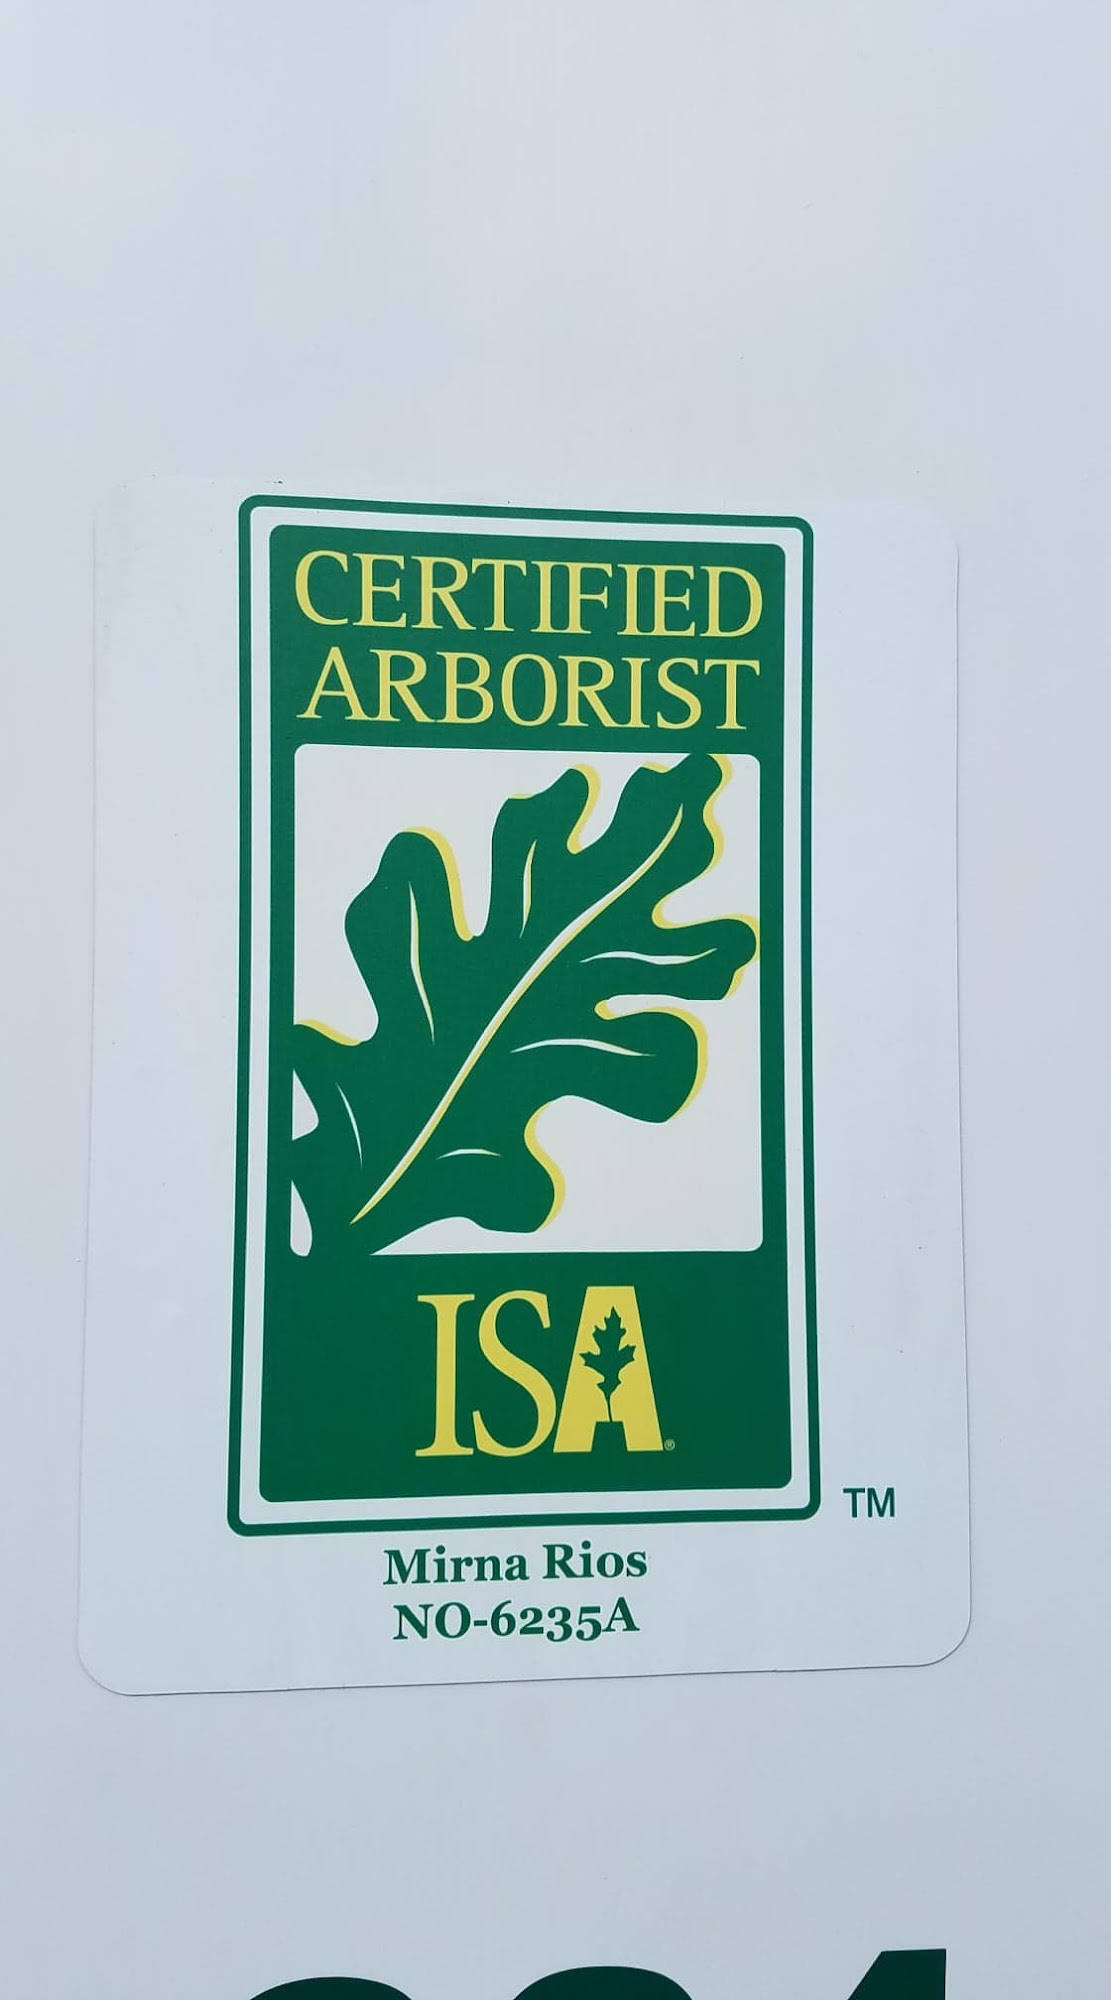 CERTIFIED
ARBORIST
ISA®
TM
Mirna Rios
NO-6235A